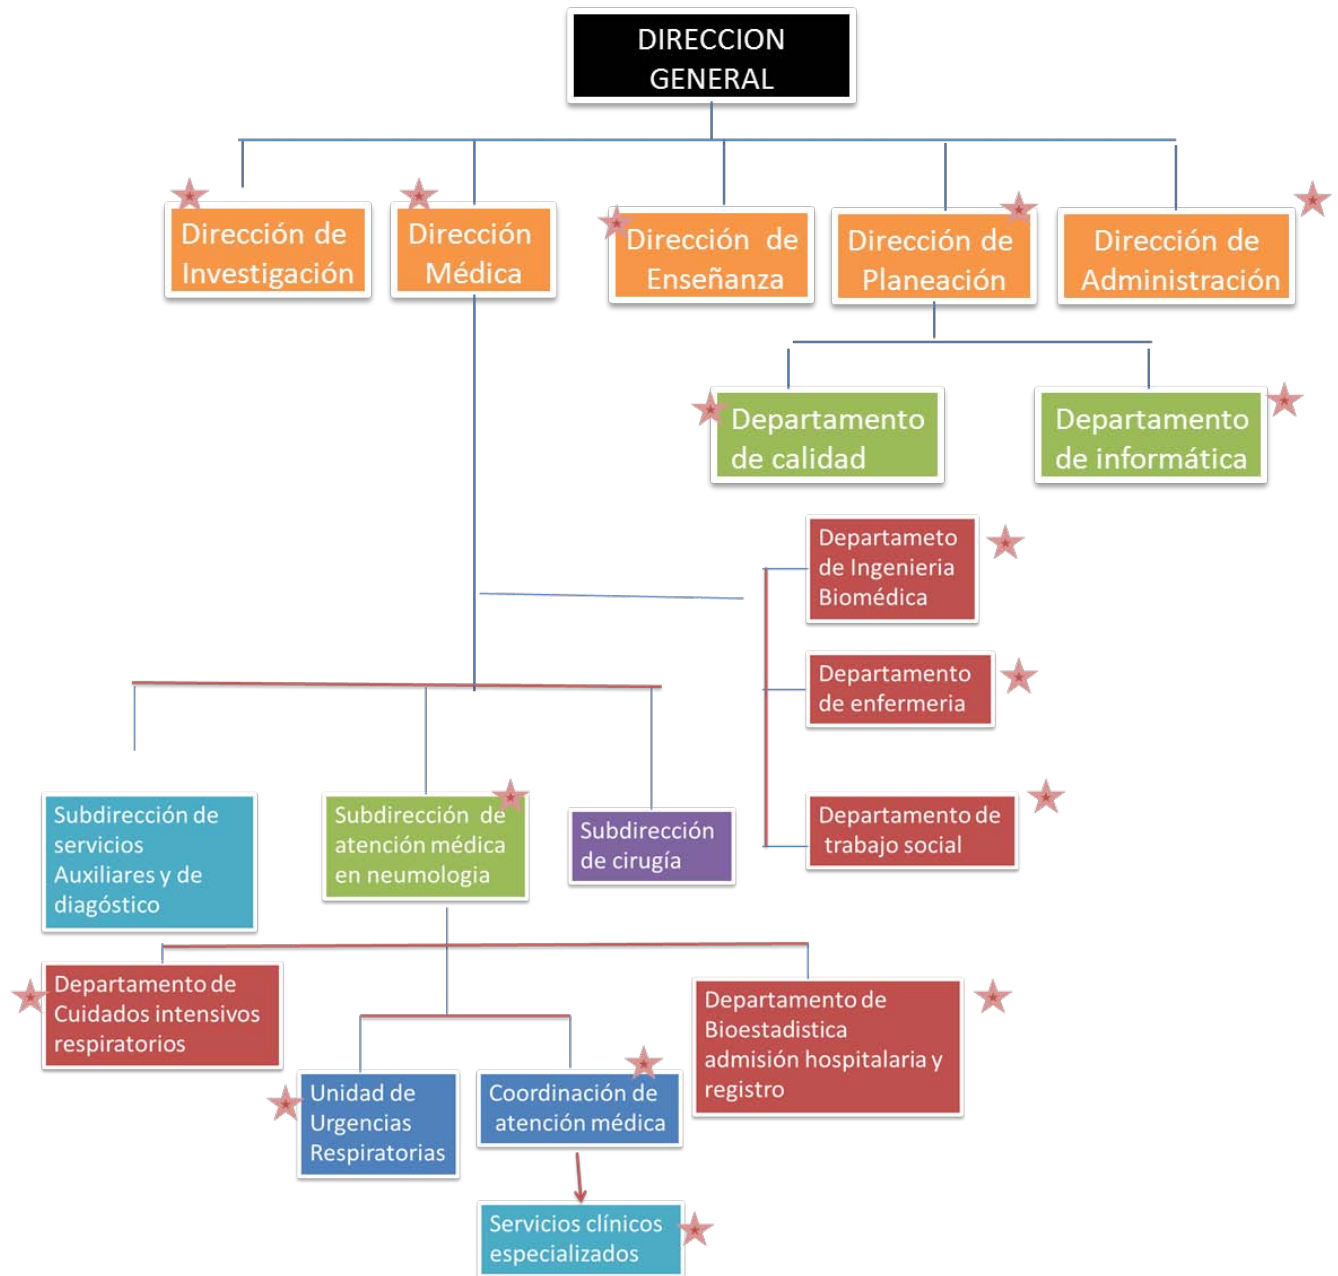 DIRECCION
GENERAL
Dirección de
Investigación
Dirección
Médica
Dirección de
Enseñanza
Dirección de
Planeación
Dirección de
Administración
Departamento
de calidad
Departamento
de informática
Departameto
de Ingenieria
Biomédica
Departamento
de enfermeria
Departamento de
trabajo social
Subdirección de
servicios
Auxiliares y de
diagóstico
Subdirección de
atención médica
en neumologia
Subdirección
de cirugía
Departamento de
Cuidados intensivos
respiratorios
Unidad de
Urgencias
Respiratorias
Coordinación de
atención médica
Departamento de
Bioestadistica
admisión hospitalaria y
registro
Servicios clínicos
especializados